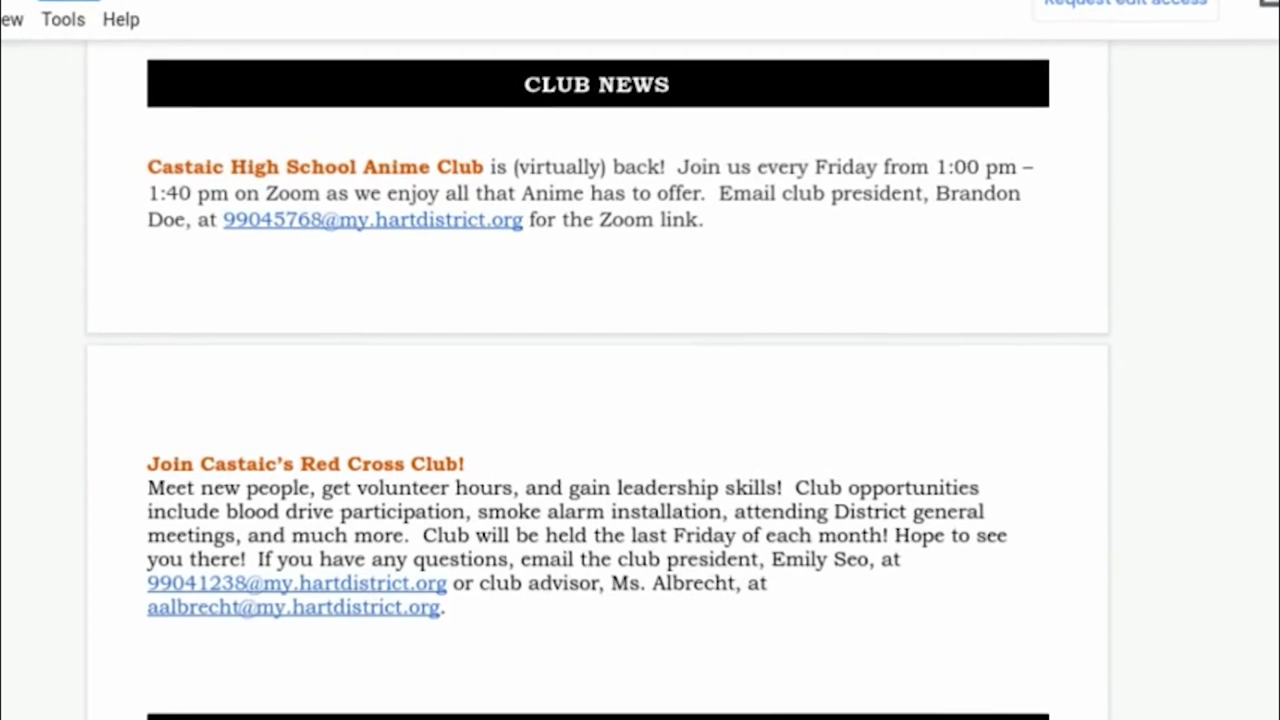 ew Tools Help
Request edit access
CLUB NEWS
Castaic High School Anime Club is (virtually) back!  Join us every Friday from 1:00 pm –
1:40 pm on Zoom as we enjoy all that Anime has to offer.  Email club president, Brandon
Doe, at 99045768@my.hartdistrict.org for the Zoom link.
Join Castaic’s Red Cross Club!
Meet new people, get volunteer hours, and gain leadership skills!  Club opportunities
include blood drive participation, smoke alarm installation, attending District general
meetings, and much more.  Club will be held the last Friday of each month! Hope to see
you there!  If you have any questions, email the club president, Emily Seo, at
99041238@my.hartdistrict.org or club advisor, Ms. Albrecht, at
aalbrecht@my.hartdistrict.org.